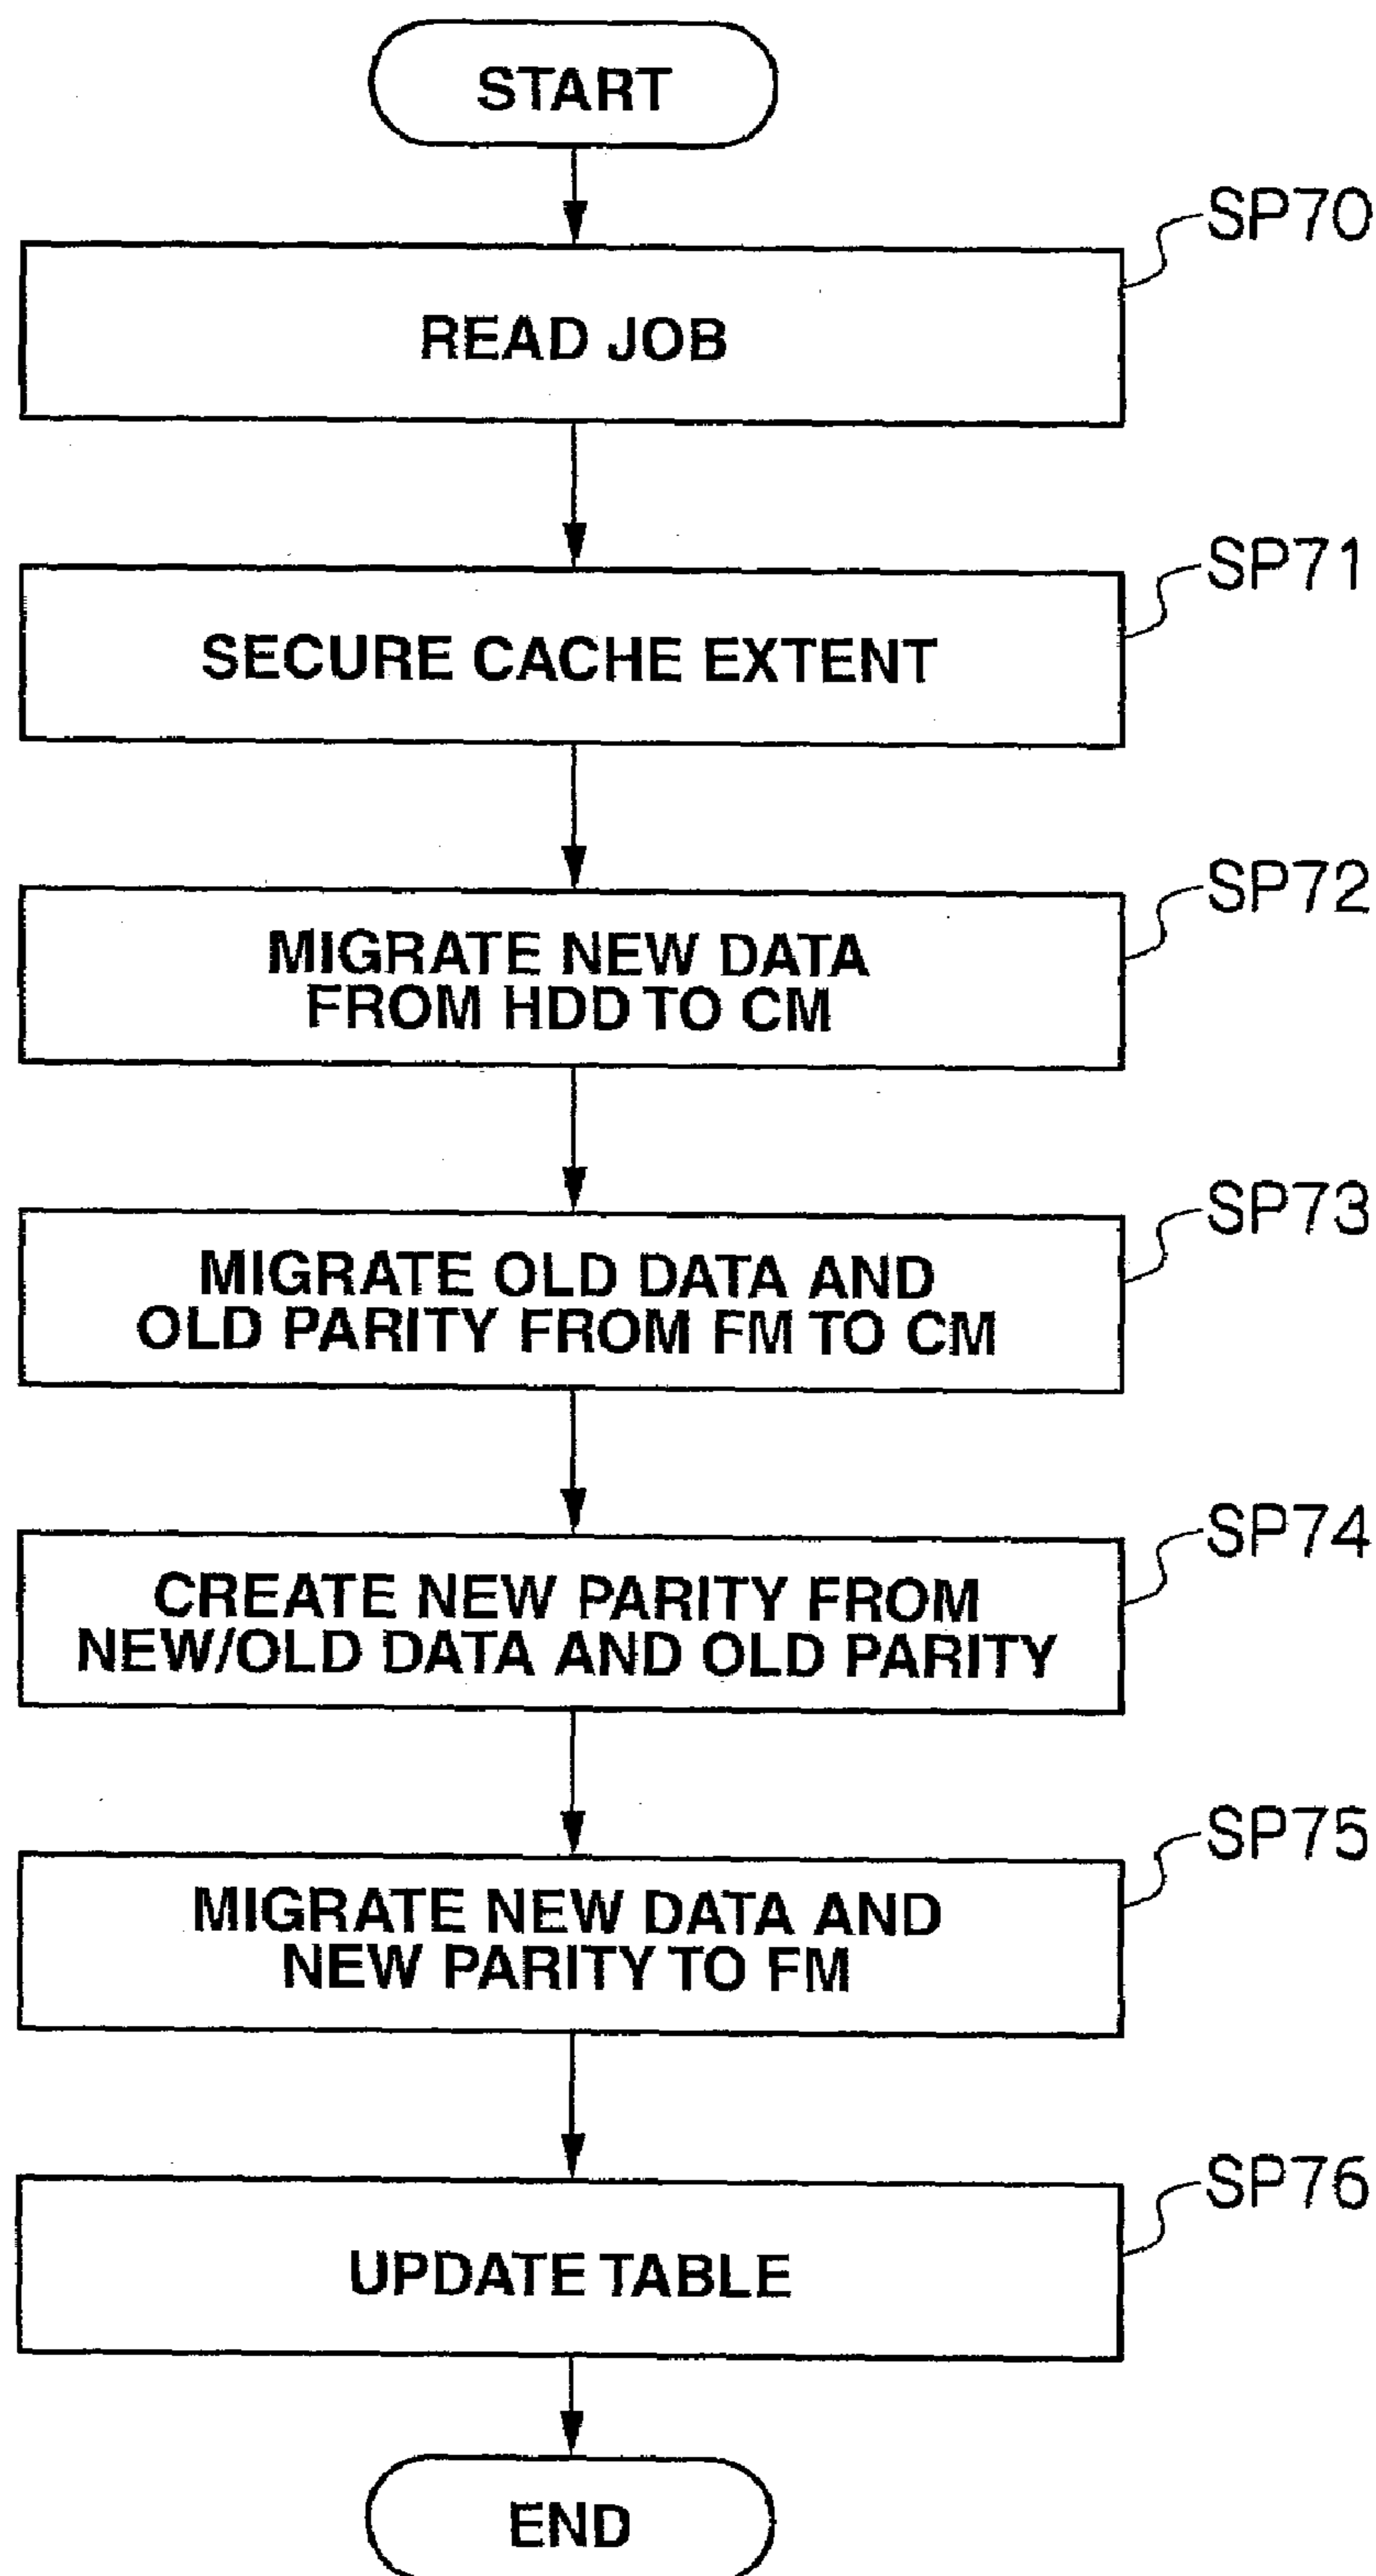 START
SP70
READ JOB
SP71
SECURE CACHE EXTENT
SP72
MIGRATE NEW DATA
FROM HDD TO CM
SP73
MIGRATE OLD DATA AND
OLD PARITY FROM FM TO CM
SP74
CREATE NEW PARITY FROM
NEW/OLD DATA AND OLD PARITY
SP75
MIGRATE NEW DATA AND
NEW PARITY TO FM
SP76
UPDATE TABLE
END